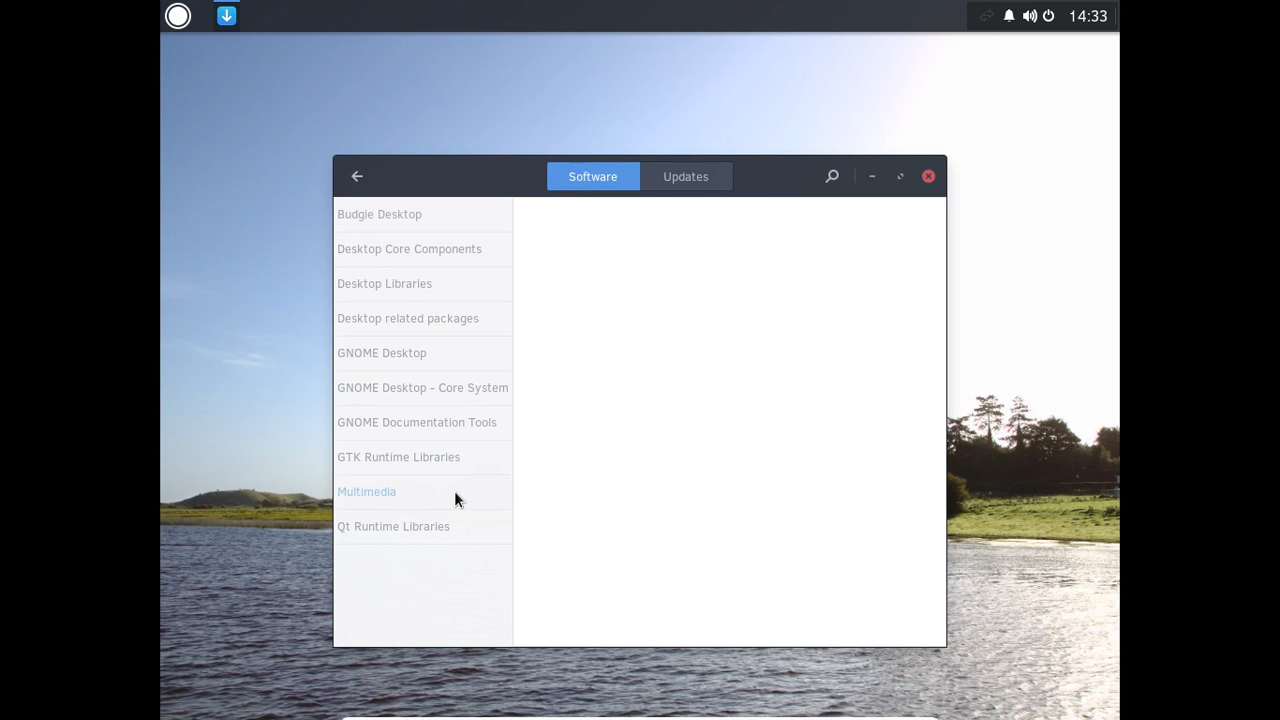 14:33
Software
Updates
Budgie Desktop
Desktop Core Components
Desktop Libraries
Desktop related packages
GNOME Desktop
GNOME Desktop - Core System
GNOME Documentation Tools
GTK Runtime Libraries
Multimedia
Qt Runtime Libraries